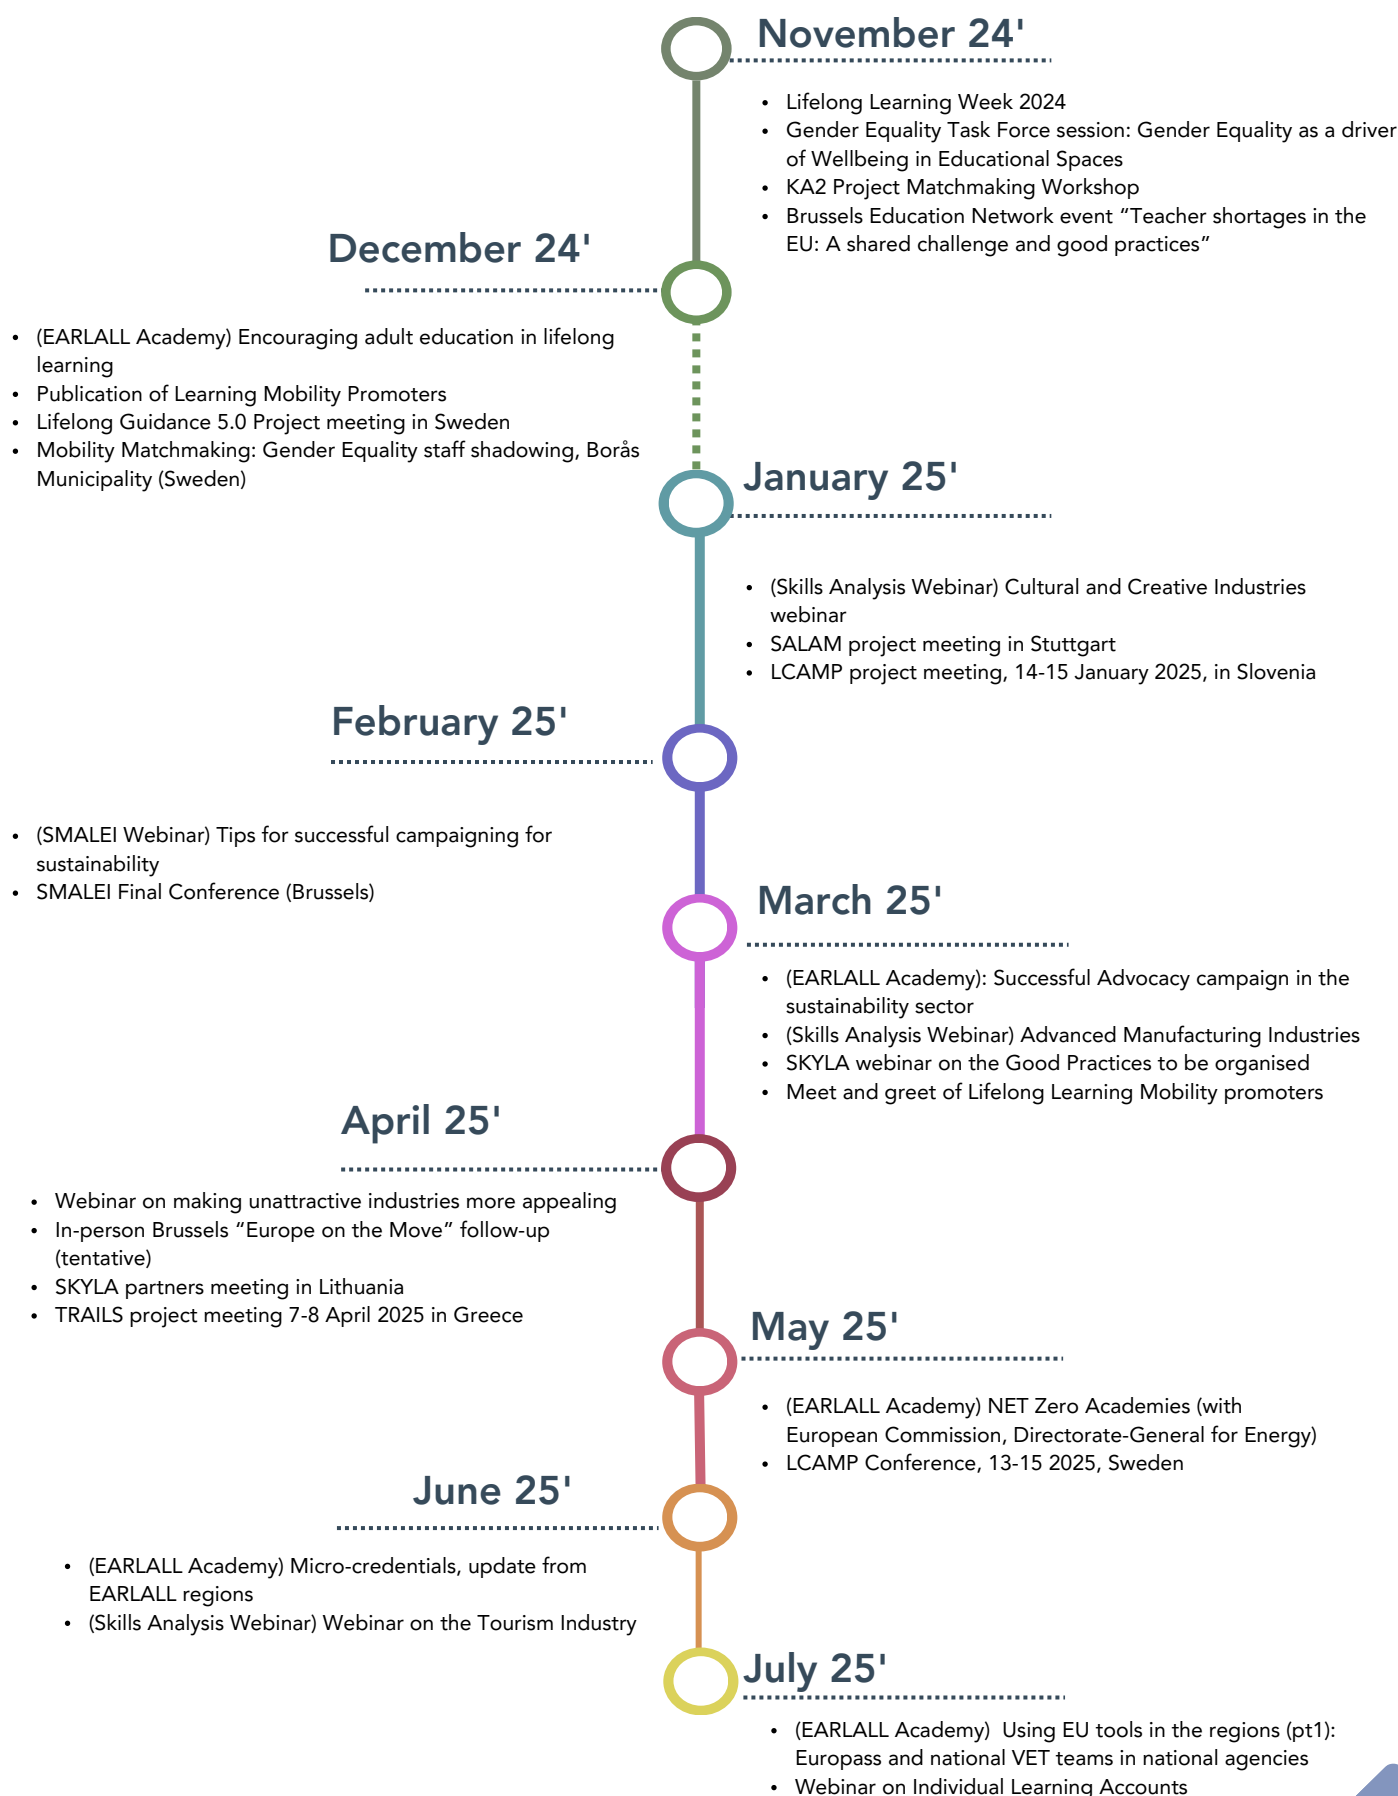 November 24'
• Lifelong Learning Week 2024
• Gender Equality Task Force session: Gender Equality as a driver
of Wellbeing in Educational Spaces
• KA2 Project Matchmaking Workshop
• Brussels Education Network event “Teacher shortages in the
EU: A shared challenge and good practices”
December 24'
• (EARLALL Academy) Encouraging adult education in lifelong
learning
• Publication of Learning Mobility Promoters
• Lifelong Guidance 5.0 Project meeting in Sweden
• Mobility Matchmaking: Gender Equality staff shadowing, Borås
Municipality (Sweden)
January 25'
• (Skills Analysis Webinar) Cultural and Creative Industries
webinar
• SALAM project meeting in Stuttgart
• LCAMP project meeting, 14-15 January 2025, in Slovenia
February 25'
• (SMALEI Webinar) Tips for successful campaigning for
sustainability
• SMALEI Final Conference (Brussels)
March 25'
• (EARLALL Academy): Successful Advocacy campaign in the
sustainability sector
• (Skills Analysis Webinar) Advanced Manufacturing Industries
• SKYLA webinar on the Good Practices to be organised
• Meet and greet of Lifelong Learning Mobility promoters
April 25'
• Webinar on making unattractive industries more appealing
• In-person Brussels “Europe on the Move” follow-up
(tentative)
• SKYLA partners meeting in Lithuania
• TRAILS project meeting 7-8 April 2025 in Greece
May 25'
• (EARLALL Academy) NET Zero Academies (with
European Commission, Directorate-General for Energy)
• LCAMP Conference, 13-15 2025, Sweden
June 25'
• (EARLALL Academy) Micro-credentials, update from
EARLALL regions
• (Skills Analysis Webinar) Webinar on the Tourism Industry
July 25'
• (EARLALL Academy)  Using EU tools in the regions (pt1):
Europass and national VET teams in national agencies
• Webinar on Individual Learning Accounts